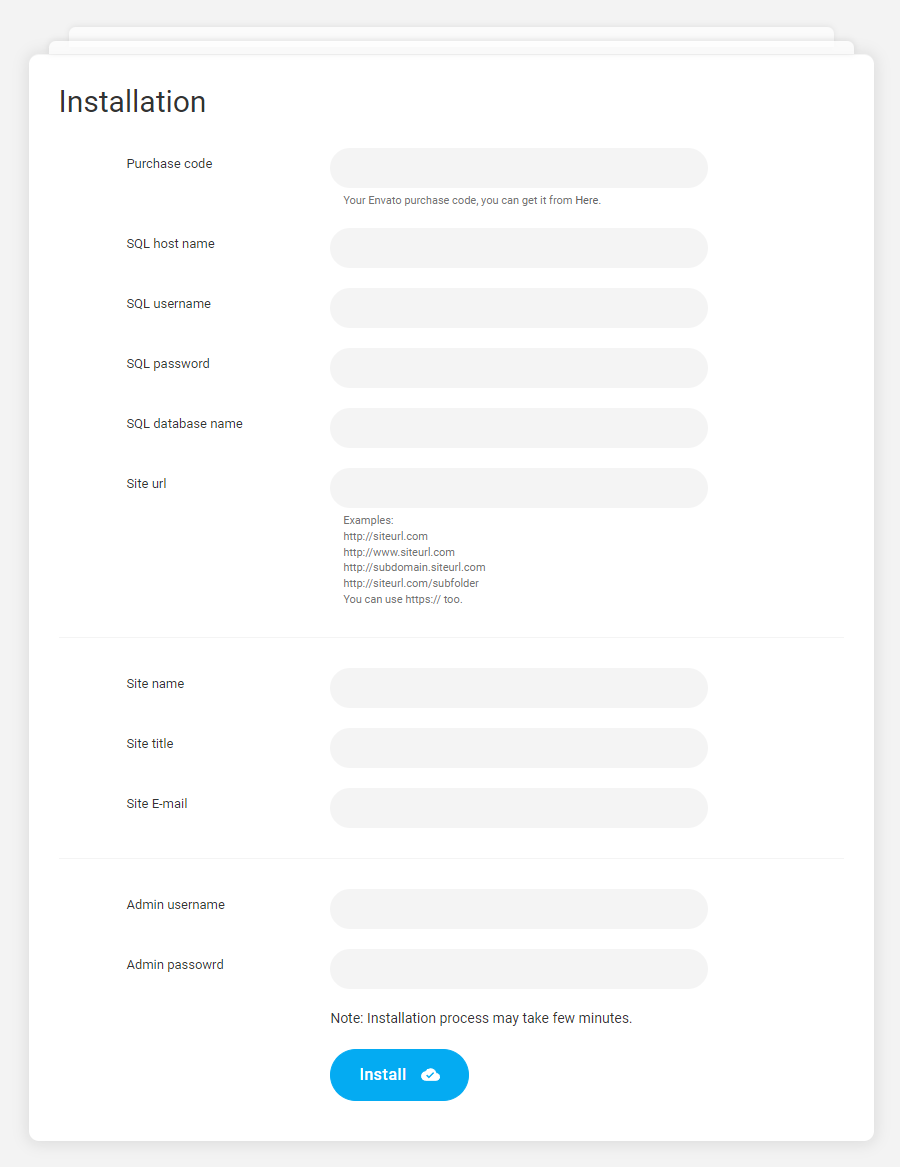 Installation
Purchase code
Your Envato purchase code, you can get it from Here.
SQL host name
SQL username
SQL password
SQL database name
Site url
Examples:
http://siteurl.com
http://www.siteurl.com
http://subdomain.siteurl.com
http://siteurl.com/subfolder
You can use https:// too.
Site name
Site title
Site E-mail
Admin username
Admin passowrd
Note: Installation process may take few minutes.
Install